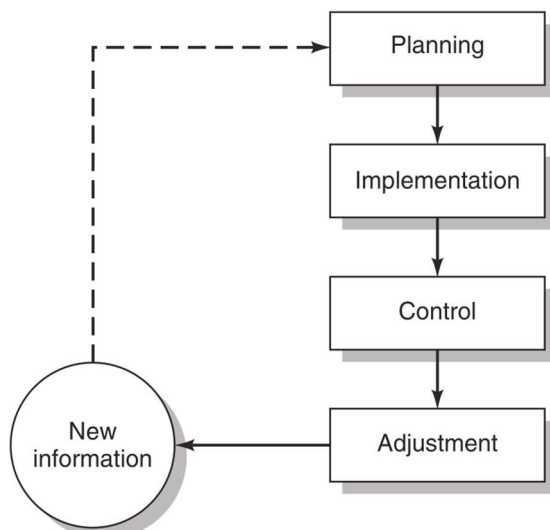 Planning
Implementation
Control
Adjustment
New
information